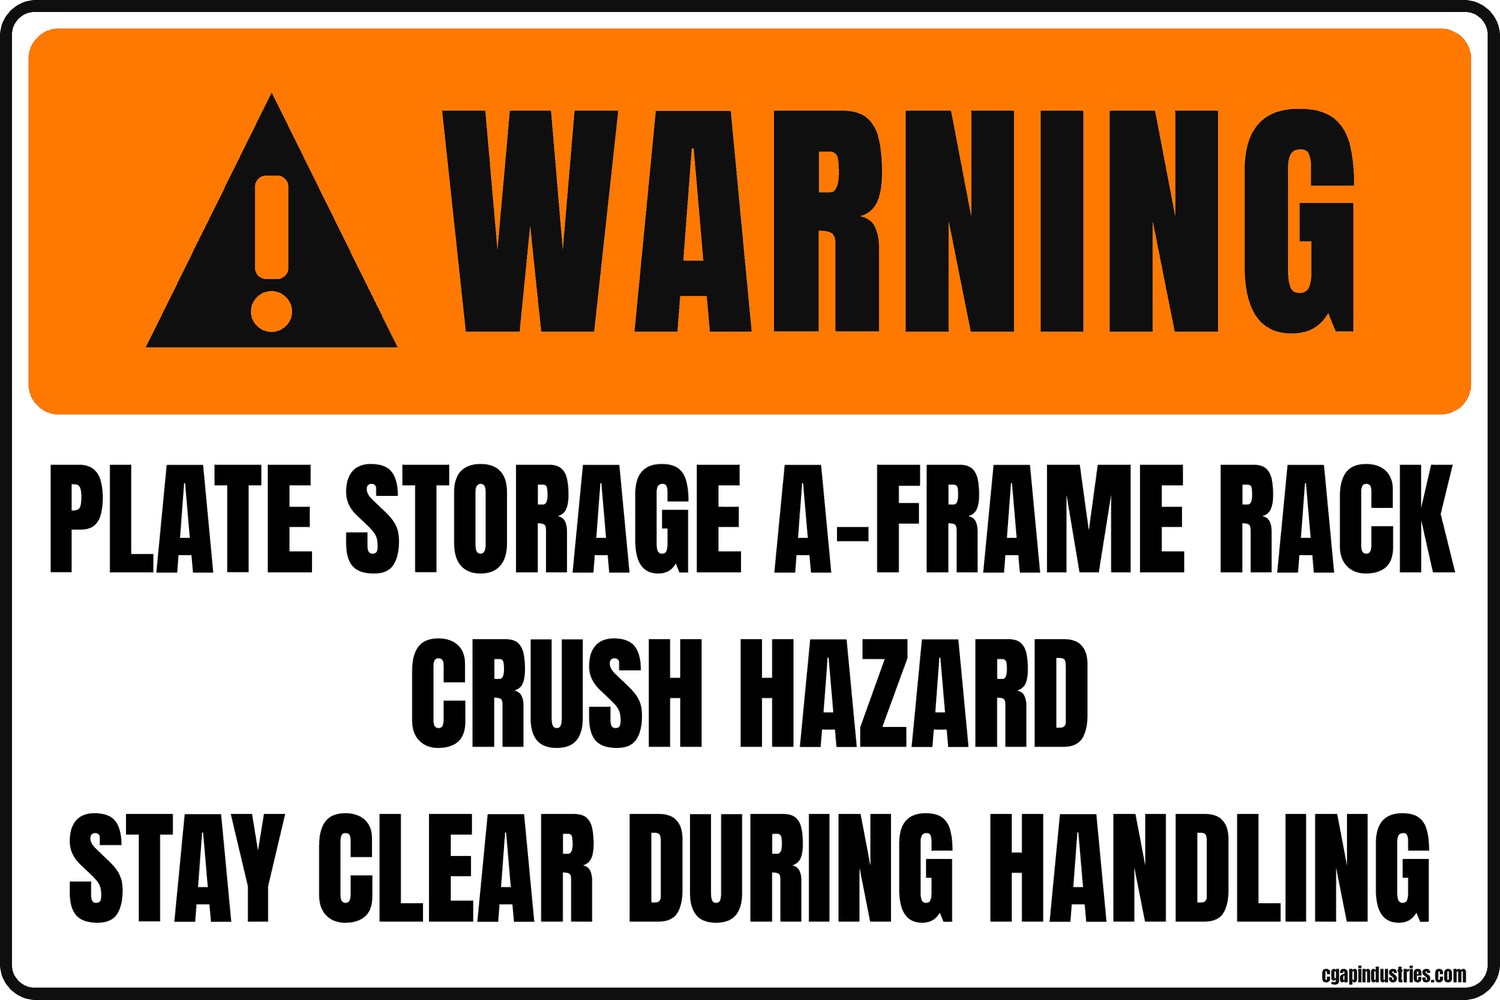 WARNING
PLATE STORAGE A-FRAME RACK
CRUSH HAZARD
STAY CLEAR DURING HANDLING
cgapindustries.com